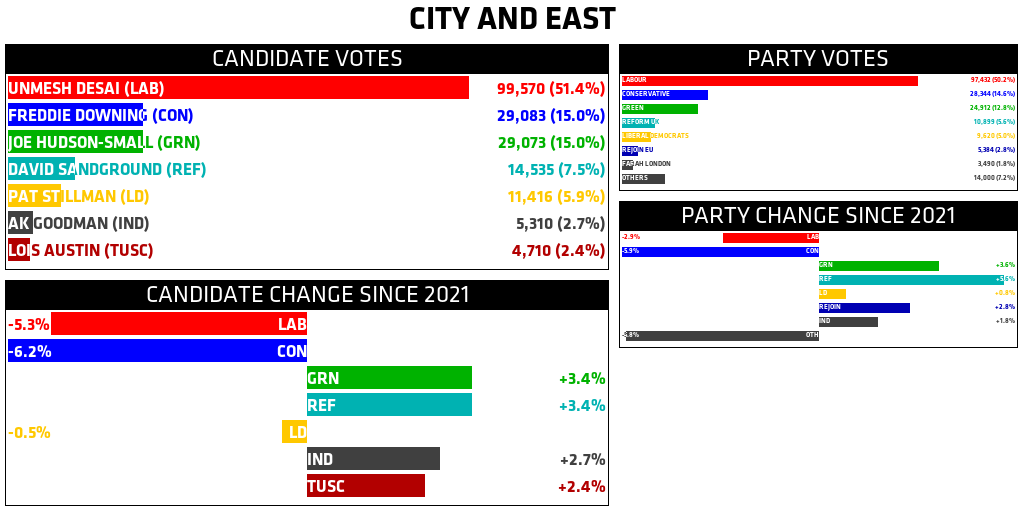 CITY AND EAST
CANDIDATE VOTES
UNMESH DESAI (LAB) 99,570 (51.4%)
FREDDIE DOWNING (CON) 29,083 (15.0%)
JOE HUDSON-SMALL (GRN) 29,073 (15.0%)
DAVID SANDGROUND (REF) 14,535 (7.5%)
PAT STILLMAN (LD) 11,416 (5.9%)
AK GOODMAN (IND) 5,310 (2.7%)
LOIS AUSTIN (TUSC) 4,710 (2.4%)
CANDIDATE CHANGE SINCE 2021
-5.3% LAB
-6.2% CON
GRN +3.4%
REF +3.4%
-0.5% LD
IND +2.7%
TUSC +2.4%
PARTY VOTES
LABOUR 97,432 (50.2%)
CONSERVATIVE 28,344 (14.6%)
GREEN 24,912 (12.8%)
REFORM UK 10,899 (5.6%)
LIBERAL DEMOCRATS 9,620 (5.0%)
REJOIN EU 5,384 (2.8%)
FARAH LONDON 3,490 (1.8%)
OTHERS 14,000 (7.2%)
PARTY CHANGE SINCE 2021
-2.9% LAB
-5.9% CON
GRN +3.6%
REF +5.6%
LD +0.8%
REJOIN +2.8%
IND +1.8%
OTH